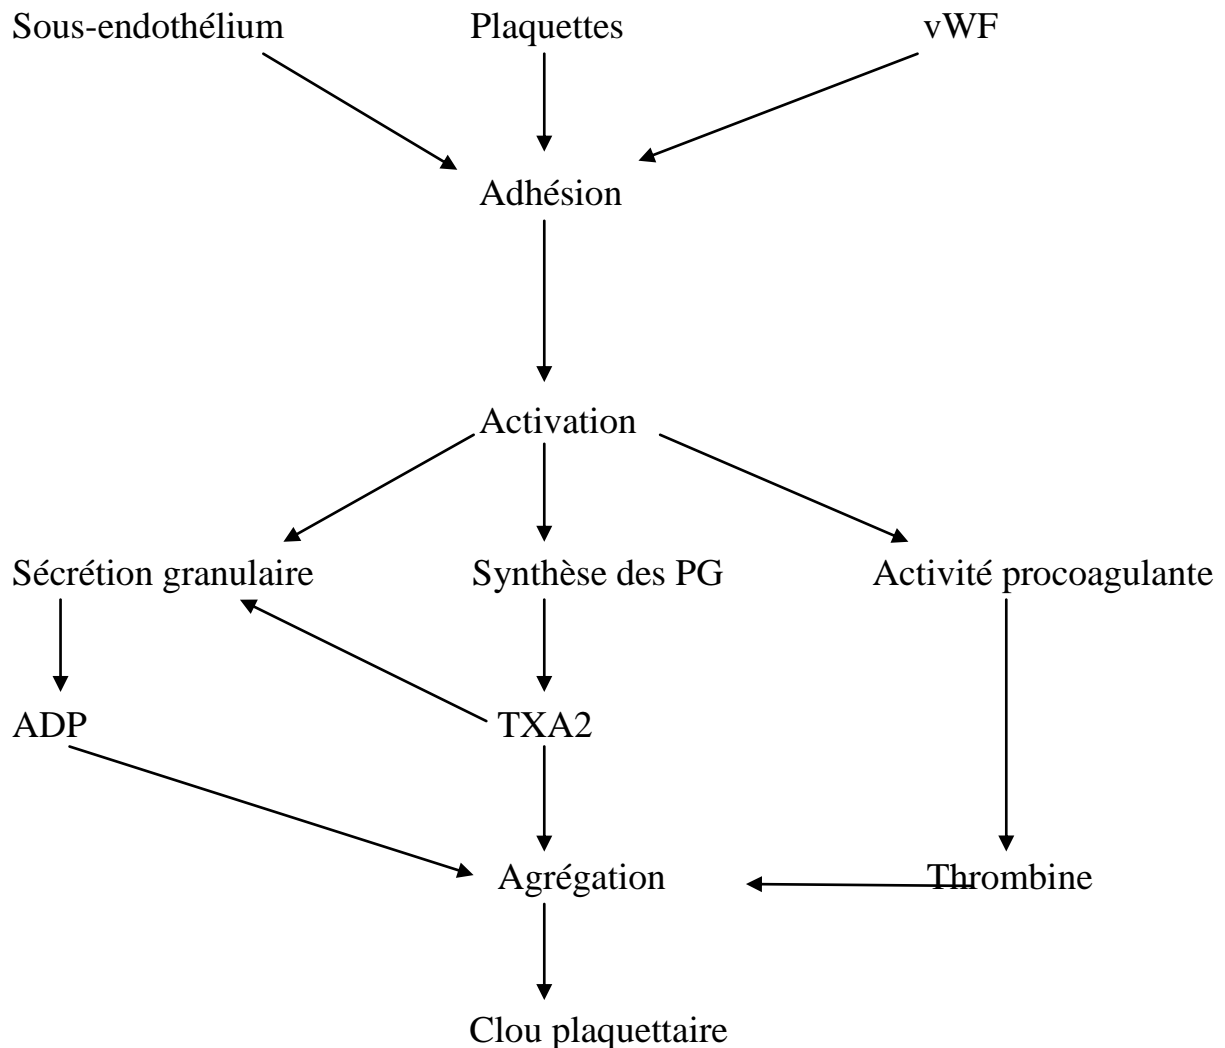 Sous-endothélium Plaquettes vWF
Adhésion
Activation
Sécrétion granulaire Synthèse des PG Activité procoagulante
ADP TXA2
Agrégation Thrombine
Clou plaquettaire